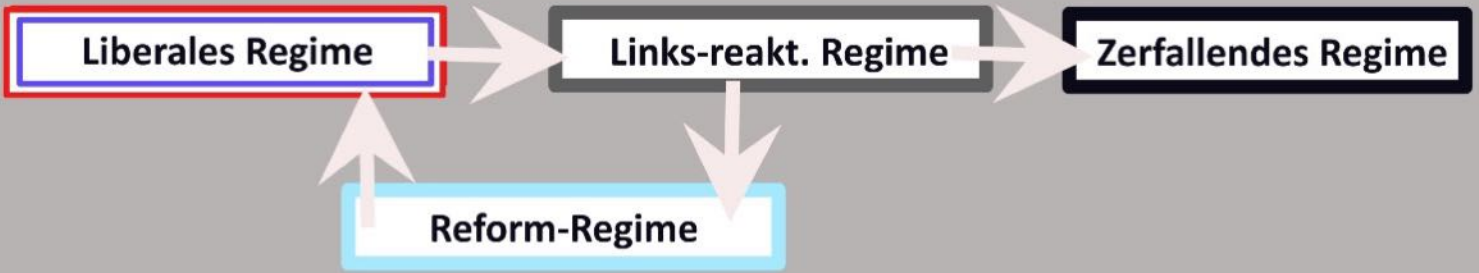 Liberales Regime
Links-reakt. Regime
Zerfallendes Regime
Reform-Regime